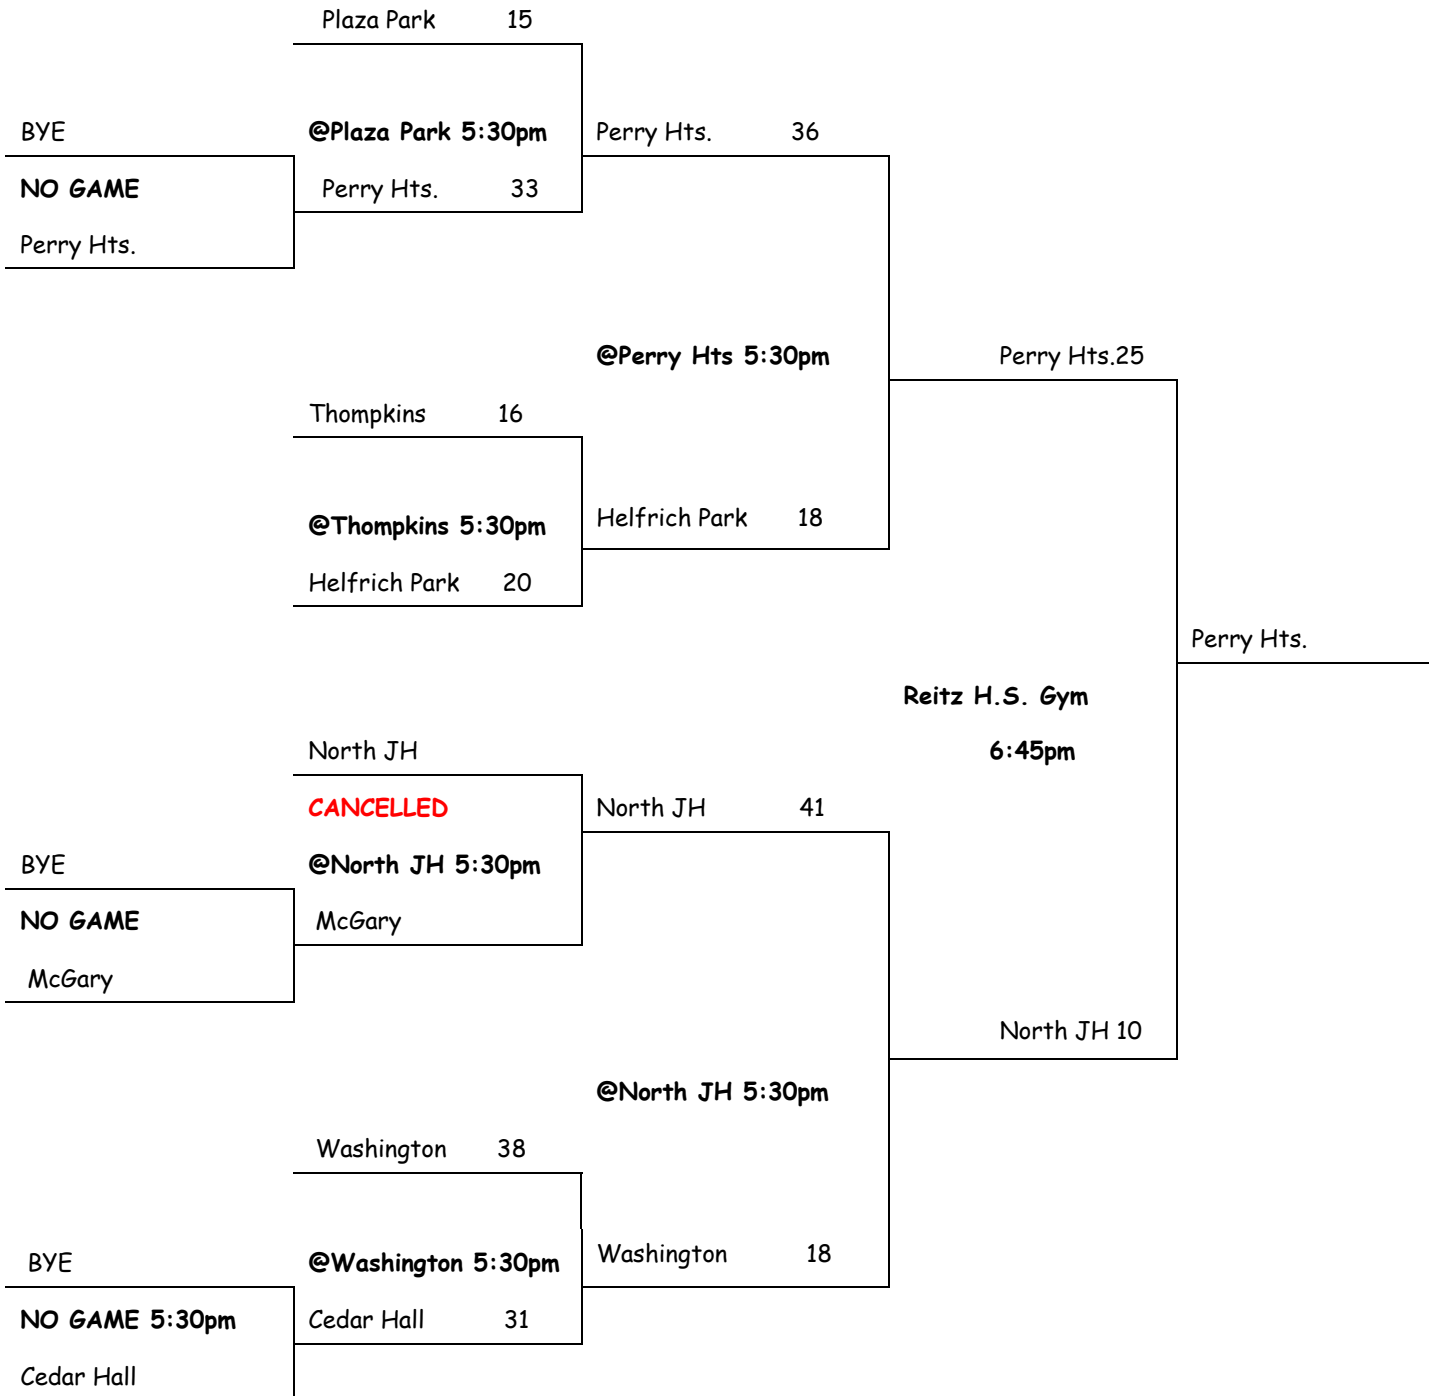 Plaza Park 15
BYE
@Plaza Park 5:30pm
Perry Hts. 36
NO GAME
Perry Hts. 33
Perry Hts.
@Perry Hts 5:30pm
Perry Hts.25
Thompkins 16
@Thompkins 5:30pm
Helfrich Park 18
Helfrich Park 20
Perry Hts.
Reitz H.S. Gym
6:45pm
North JH
CANCELLED
North JH 41
BYE
@North JH 5:30pm
NO GAME
McGary
McGary
North JH 10
@North JH 5:30pm
Washington 38
BYE
@Washington 5:30pm
Washington 18
NO GAME 5:30pm
Cedar Hall 31
Cedar Hall